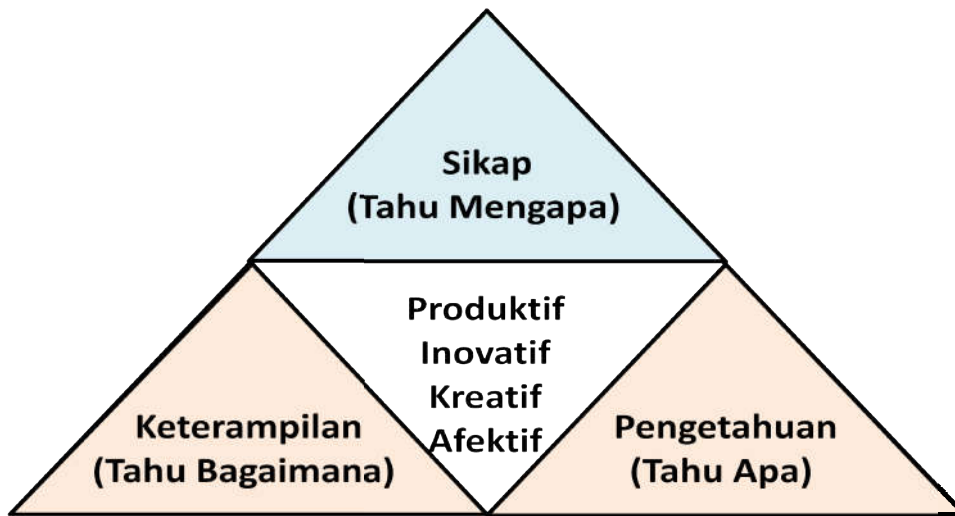 Sikap
(Tahu Mengapa)
Produktif
Inovatif
Kreatif
Afektif
Keterampilan
(Tahu Bagaimana)
Pengetahuan
(Tahu Apa)